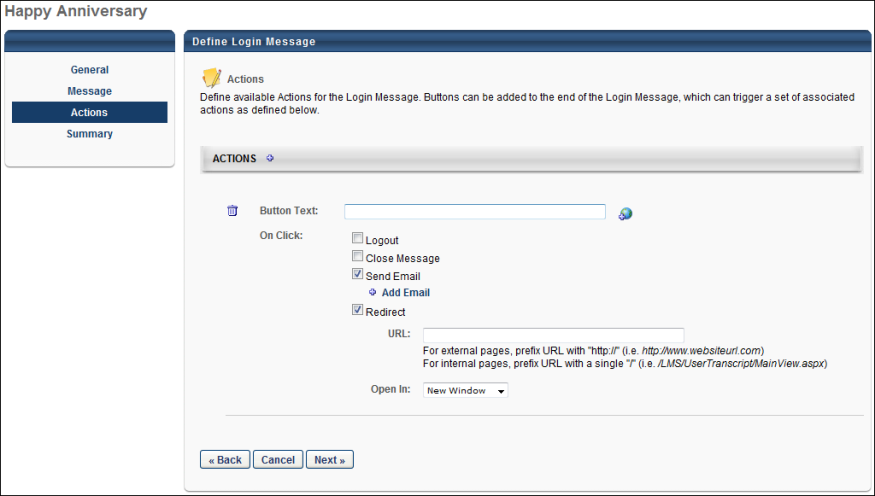 Happy Anniversary
General
Message
Actions
Summary
Define Login Message
Actions
Define available Actions for the Login Message. Buttons can be added to the end of the Login Message, which can trigger a set of associated
actions as defined below.
ACTIONS
Button Text:
On Click:
Logout
Close Message
Send Email
Add Email
Redirect
URL:
For external pages, prefix URL with "http://" (i.e. http://www.websiteurl.com)
For internal pages, prefix URL with a single "/" (i.e. /LMS/UserTranscript/MainView.aspx)
Open In: New Window
« Back Cancel Next »